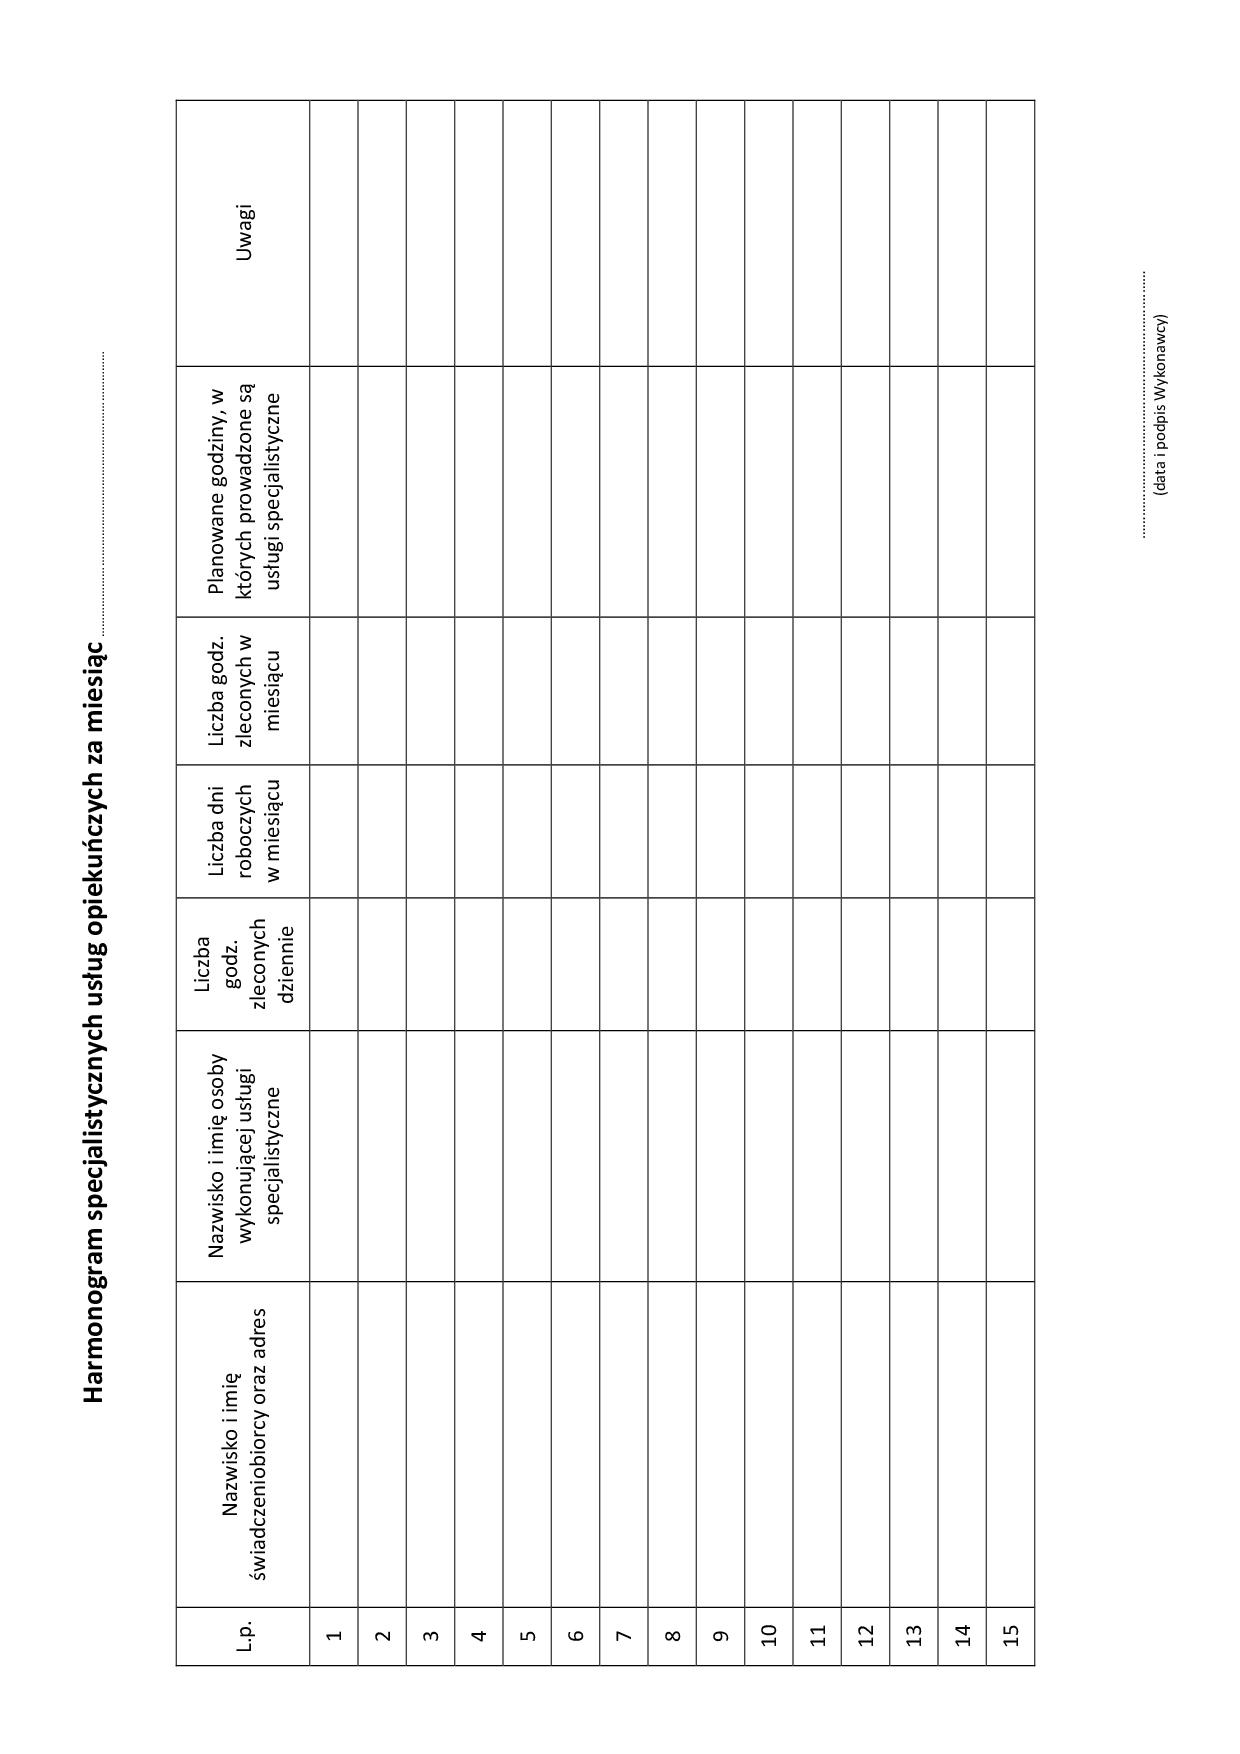 Harmonogram specjalistycznych usług opiekuńczych za miesiąc ................................................
L.p.
Nazwisko i imię
świadczeniobiorcy oraz adres
Nazwisko i imię osoby
wykonującej usługi
specjalistyczne
Liczba
godz.
zleconych
dziennie
Liczba dni
roboczych
w miesiącu
Liczba godz.
zleconych w
miesiącu
Planowane godziny, w
których prowadzone są
usługi specjalistyczne
Uwagi
1
2
3
4
5
6
7
8
9
10
11
12
13
14
15
................................................
(data i podpis Wykonawcy)